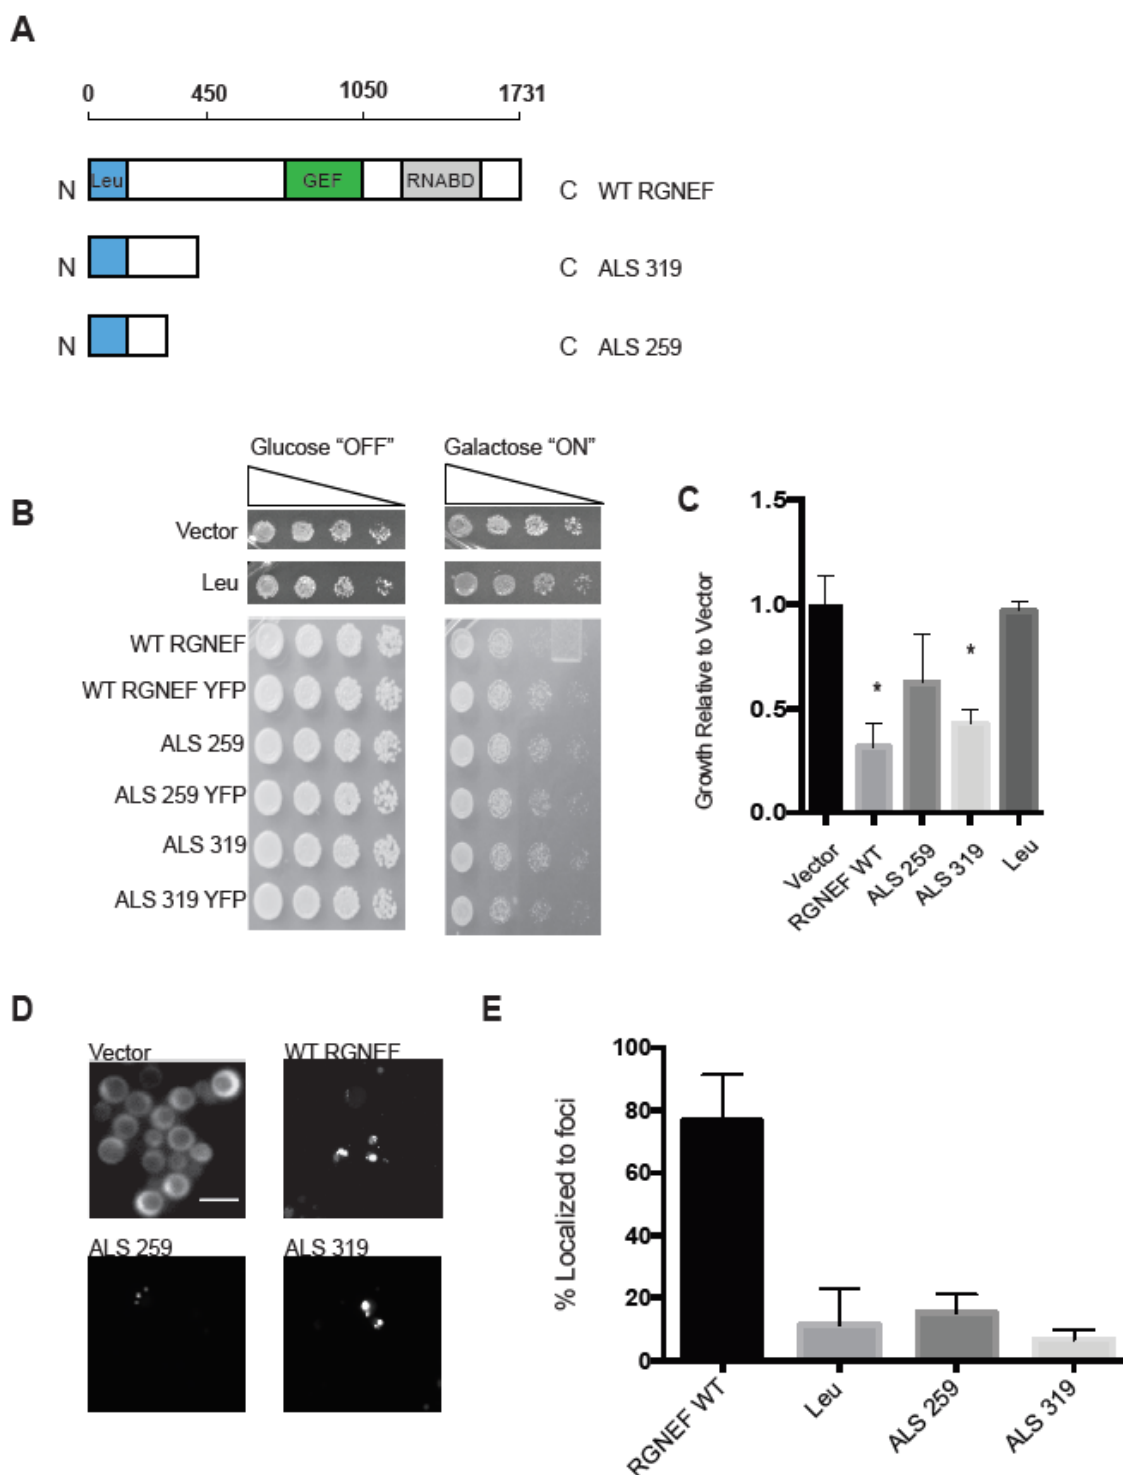 A
0 450 1050 1731
N Leu GEF RNABD C WT RGNEF
N C ALS 319
N C ALS 259
B
Glucose “OFF” Galactose “ON”
Vector
Leu
WT RGNEF
WT RGNEF YFP
ALS 259
ALS 259 YFP
ALS 319
ALS 319 YFP
C
Growth Relative to Vector
1.5
1.0
0.5
0.0
* *
Vector
RGNEF WT
ALS 259
ALS 319
Leu
D
Vector WT RGNEF
ALS 259 ALS 319
E
% Localized to foci
100
80
60
40
20
0
RGNEF WT
Leu
ALS 259
ALS 319